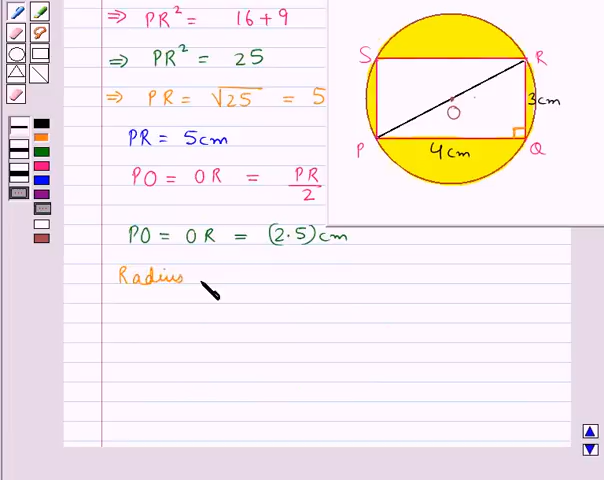 ⇒ PR² = 16 + 9
⇒ PR² = 25
⇒ PR = √25 = 5
PR = 5cm
PO = OR = PR/2
PO = OR = (2.5)cm
Radius
S R
3cm
O
P Q
4cm